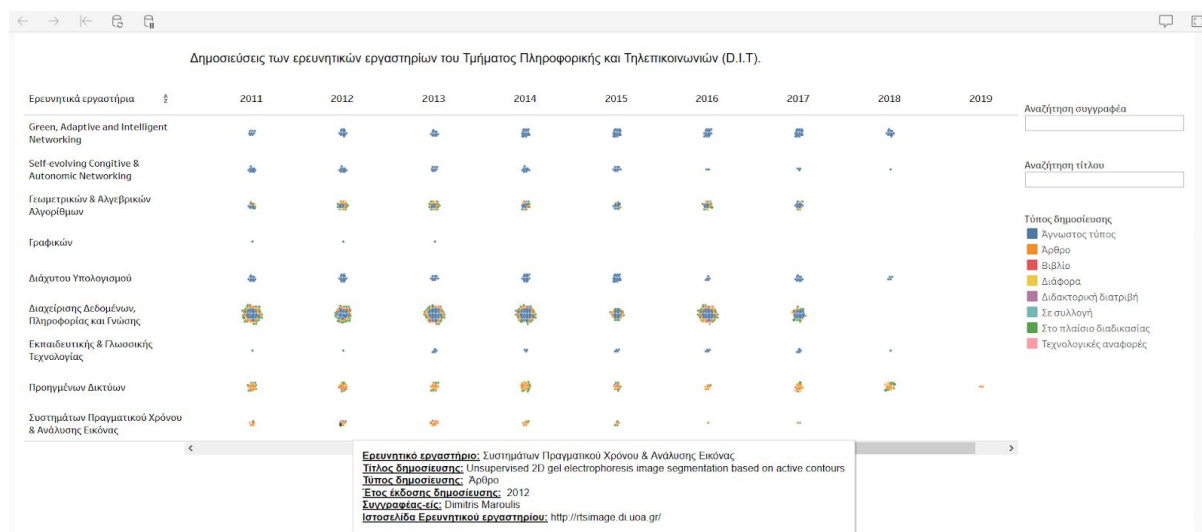 Δημοσιεύσεις των ερευνητικών εργαστηρίων του Τμήματος Πληροφορικής και Τηλεπικοινωνιών (D.I.T).
Ερευνητικά εργαστήρια 2011 2012 2013 2014 2015 2016 2017 2018 2019
Green, Adaptive and Intelligent
Networking
Self-evolving Congitive &
Autonomic Networking
Γεωμετρικών & Αλγεβρικών
Αλγορίθμων
Γραφικών
Διάχυτου Υπολογισμού
Διαχείρισης Δεδομένων,
Πληροφορίας και Γνώσης
Εκπαιδευτικής & Γλωσσικής
Τεχνολογίας
Προηγμένων Δικτύων
Συστημάτων Πραγματικού Χρόνου
& Ανάλυσης Εικόνας
Αναζήτηση συγγραφέα
Αναζήτηση τίτλου
Τύπος δημοσίευσης
Άγνωστος τύπος
Άρθρο
Βιβλίο
Διάφορα
Διδακτορική διατριβή
Σε συλλογή
Στο πλαίσιο διαδικασίας
Τεχνολογικές αναφορές
Ερευνητικό εργαστήριο: Συστημάτων Πραγματικού Χρόνου & Ανάλυσης Εικόνας
Τίτλος δημοσίευσης: Unsupervised 2D gel electrophoresis image segmentation based on active contours
Τύπος δημοσίευσης: Άρθρο
Έτος έκδοσης δημοσίευσης: 2012
Συγγραφέας-είς: Dimitris Maroulis
Ιστοσελίδα Ερευνητικού εργαστηρίου: http://rtsimage.di.uoa.gr/